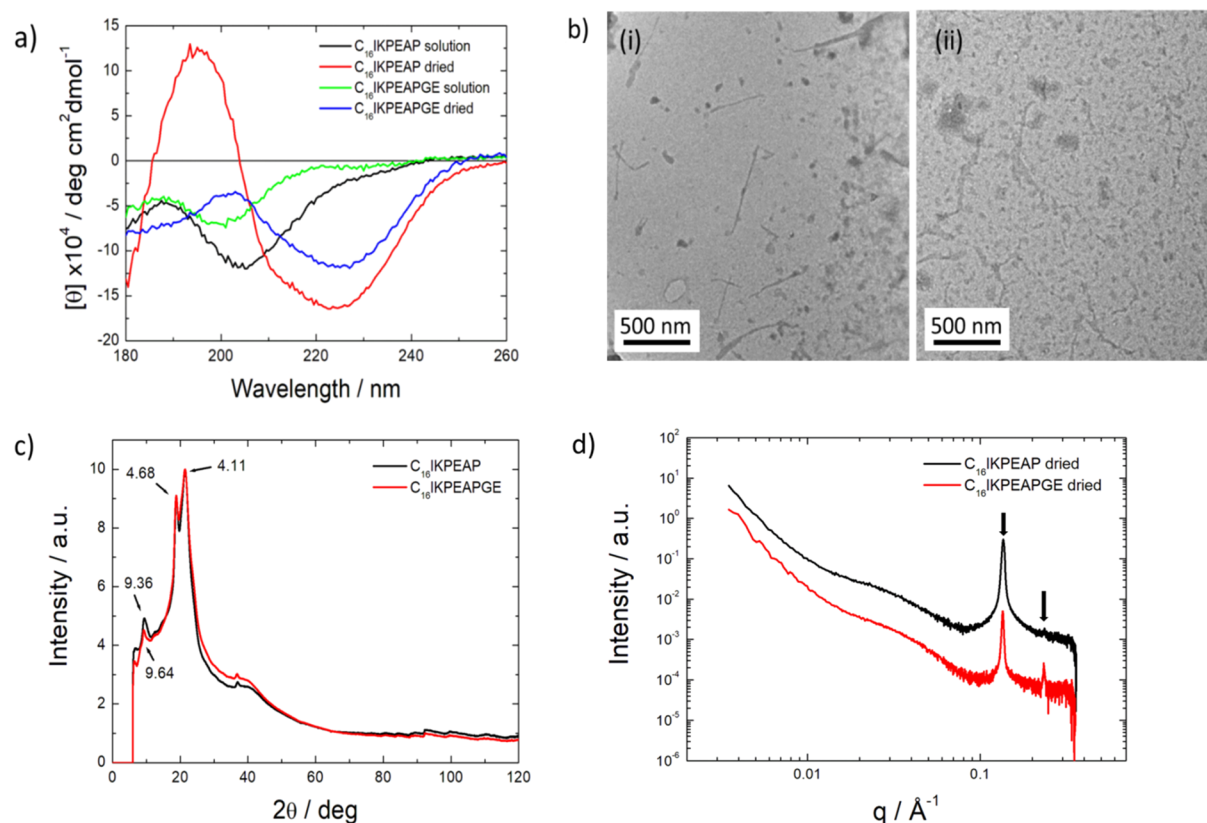 a)
15
10
5
0
-5
-10
-15
-20
180 200 220 240 260
[θ] x10⁴ / deg cm²dmol⁻¹
Wavelength / nm
C₁₆IKPEAP solution
C₁₆IKPEAP dried
C₁₆IKPEAPGE solution
C₁₆IKPEAPGE dried
b)
(i)
500 nm
(ii)
500 nm
c)
10
8
6
4
2
0
0 20 40 60 80 100 120
Intensity / a.u.
2θ / deg
4.68
4.11
9.36
9.64
C₁₆IKPEAP
C₁₆IKPEAPGE
d)
10²
10¹
10⁰
10⁻¹
10⁻²
10⁻³
10⁻⁴
10⁻⁵
10⁻⁶
0.01 0.1
Intensity / a.u.
q / Å⁻¹
C₁₆IKPEAP dried
C₁₆IKPEAPGE dried